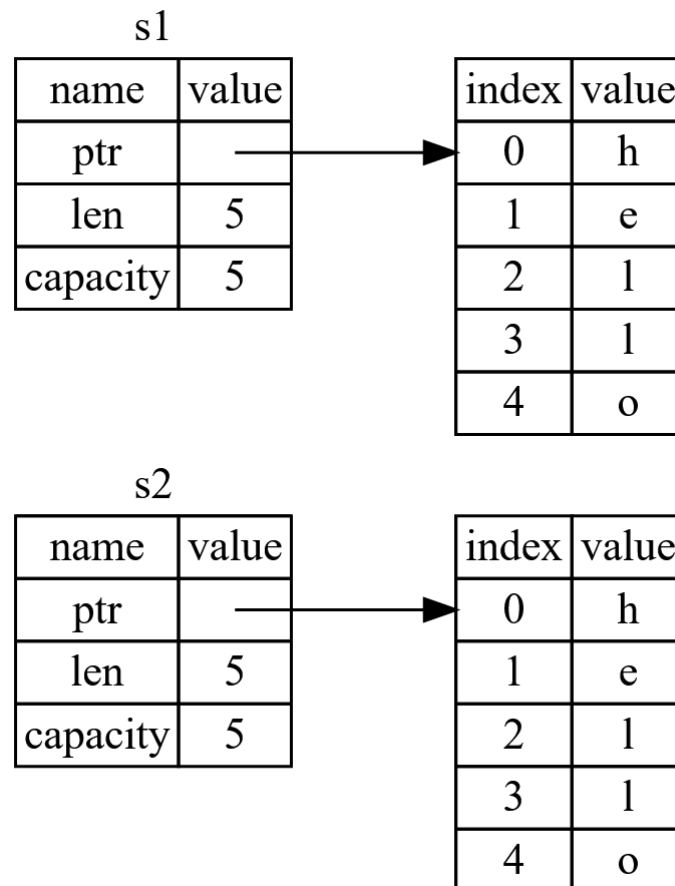 s1
name value
ptr
len 5
capacity 5
index value
0 h
1 e
2 l
3 l
4 o
s2
name value
ptr
len 5
capacity 5
index value
0 h
1 e
2 l
3 l
4 o